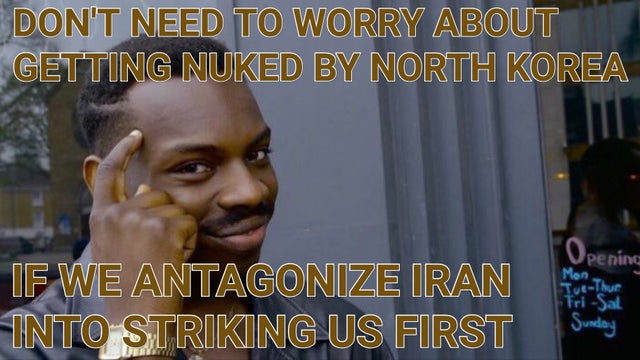 DON'T NEED TO WORRY ABOUT
GETTING NUKED BY NORTH KOREA
IF WE ANTAGONIZE IRAN
INTO STRIKING US FIRST
Opening
Mon
Tue-Thur
Fri-Sat
Sunday